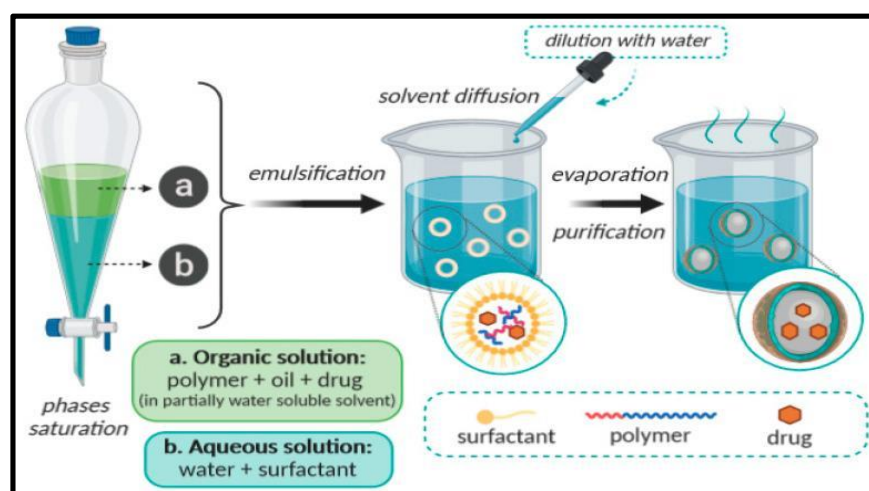 dilution with water
solvent diffusion
a
emulsification
evaporation
purification
b
phases
saturation
a. Organic solution:
polymer + oil + drug
(in partially water soluble solvent)
b. Aqueous solution:
water + surfactant
surfactant
polymer
drug